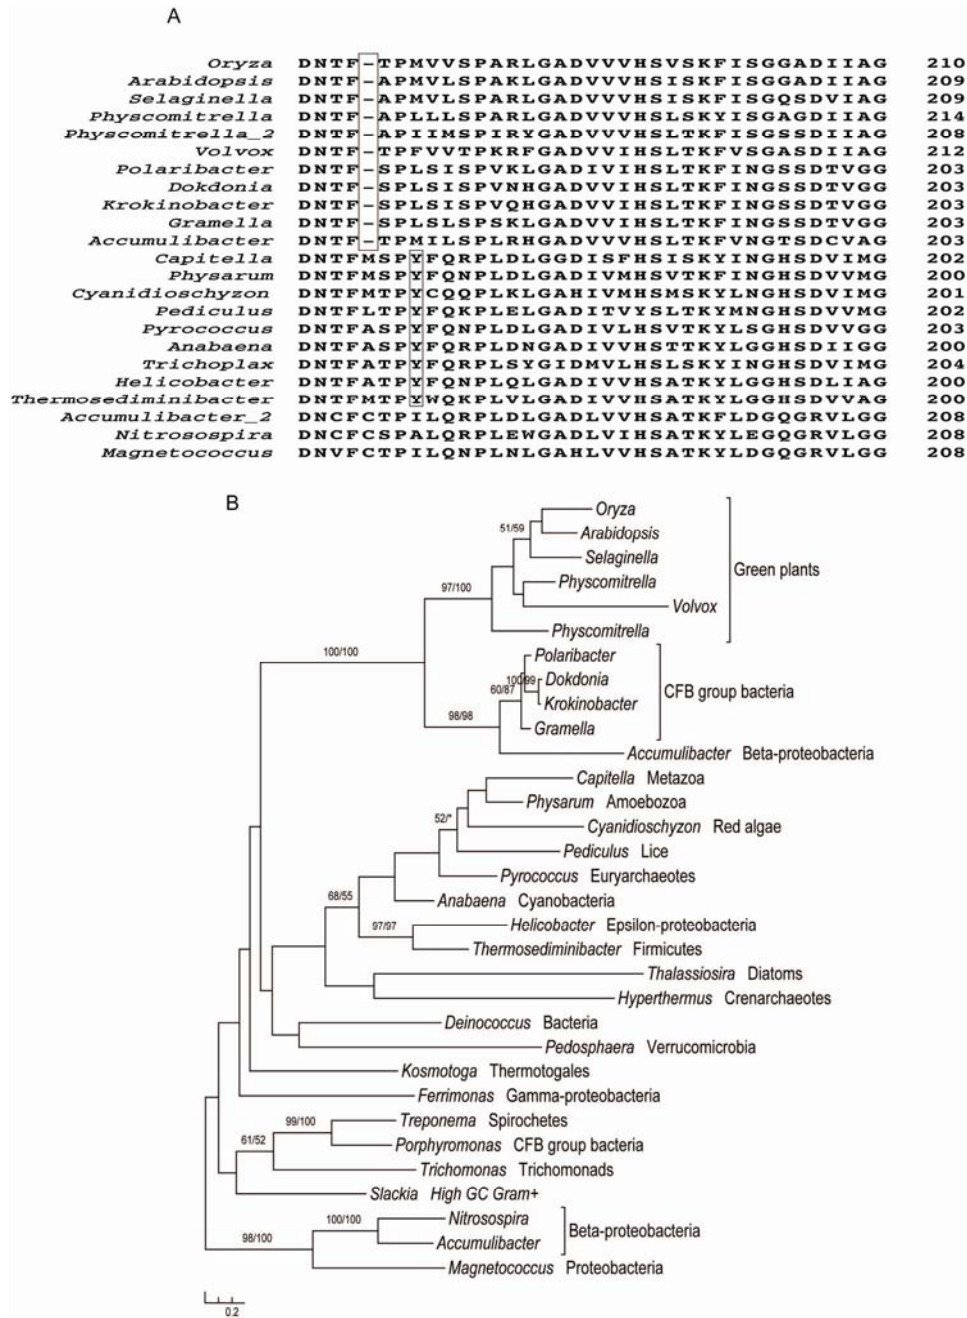 A
Oryza DNTF-TPMVVSPARLGADVVVHSVSKFISGGADIIAG 210
Arabidopsis DNTF-APMVLSPAKLGADVVVHSISKFISGGADIIAG 209
Selaginella DNTF-APMVLSPARLGADVVVHSISKFISGQSDVIAG 209
Physcomitrella DNTF-APLLLSPARLGADVVVHSLSKYISGAGDIIAG 214
Physcomitrella_2 DNTF-APIIMSPIRYGADVVVHSLTKFISGSSDIIAG 208
Volvox DNTF-TPFVVTPKRFGADVVIHSLTKFVSGASDVIAG 212
Polaribacter DNTF-SPLSISPVKLGADIVIHSLTKFINGSSDTVGG 203
Dokdonia DNTF-SPLSISPVNHGADVVIHSLTKFINGSSDTVGG 203
Krokinobacter DNTF-SPLSISPVQHGADVVIHSLTKFINGSSDTVGG 203
Gramella DNTF-SPLSLSPSKLGADVVIHSLTKFINGSSDTVGG 203
Accumulibacter DNTF-TPMILSPLRHGADVVVHSLTKFVNGTSDCVAG 203
Capitella DNTFMSPYFQRPLDLGGDISFHSISKYINGHSDVIMG 202
Physarum DNTFMSPYFQNPLDLGADIVMHSVTKFINGHSDVVMG 200
Cyanidioschyzon DNTFMTPYCQQPLKLGAHIVMHSMSKYLNGHSDVIMG 201
Pediculus DNTFLTPYFQKPLELGADITVYSLTKYMNGHSDVVMG 202
Pyrococcus DNTFASPYFQNPLDLGADIVLHSVTKYLSGHSDVVGG 203
Anabaena DNTFASPYFQRPLDNGADIVVHSTTKYLGGHSDIIGG 200
Trichoplax DNTFATPYFQRPLSYGIDMVLHSLSKYINGHSDVIMG 204
Helicobacter DNTFATPYFQNPLQLGADIVVHSATKYLGGHSDLIAG 200
Thermosediminibacter DNTFMTPYWQKPLVLGADIVVHSATKYLGGHSDVVAG 200
Accumulibacter_2 DNCFCTPILQRPLDLGADLVVHSATKFLDGQGRVLGG 208
Nitrosospira DNCFCSPALQRPLEWGADLVIHSATKYLEGQGRVLGG 208
Magnetococcus DNVFCTPILQNPLNLGAHLVVHSATKYLDGQGRVLGG 208
B
Oryza
51/59
Arabidopsis
Selaginella
Green plants
97/100
Physcomitrella
Volvox
Physcomitrella
100/100
Polaribacter
100/99
Dokdonia
CFB group bacteria
60/87
Krokinobacter
98/98
Gramella
Accumulibacter Beta-proteobacteria
Capitella Metazoa
Physarum Amoebozoa
52/*
Cyanidioschyzon Red algae
Pediculus Lice
Pyrococcus Euryarchaeotes
68/55
Anabaena Cyanobacteria
Helicobacter Epsilon-proteobacteria
97/97
Thermosediminibacter Firmicutes
Thalassiosira Diatoms
Hyperthermus Crenarchaeotes
Deinococcus Bacteria
Pedosphaera Verrucomicrobia
Kosmotoga Thermotogales
Ferrimonas Gamma-proteobacteria
Treponema Spirochetes
99/100
Porphyromonas CFB group bacteria
61/52
Trichomonas Trichomonads
Slackia High GC Gram+
Nitrosospira
100/100
Beta-proteobacteria
Accumulibacter
98/100
Magnetococcus Proteobacteria
0.2